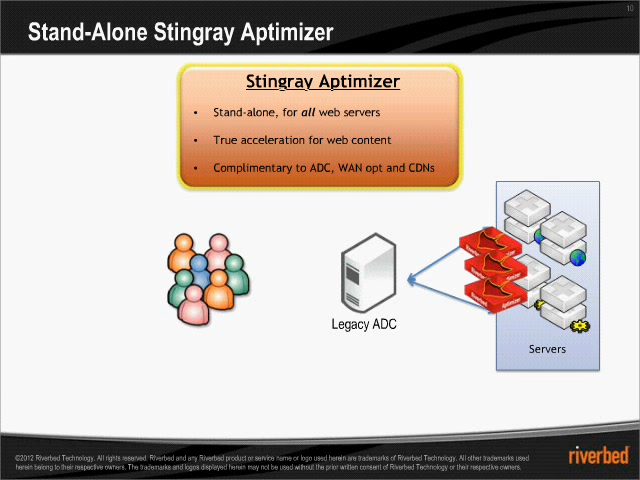 10
Stand-Alone Stingray Aptimizer
Stingray Aptimizer
• Stand-alone, for all web servers
• True acceleration for web content
• Complimentary to ADC, WAN opt and CDNs
Legacy ADC
Riverbed Aptimizer
Servers
©2012 Riverbed Technology. All rights reserved. Riverbed and any Riverbed product or service name or logo used herein are trademarks of Riverbed Technology. All other trademarks used
herein belong to their respective owners. The trademarks and logos displayed herein may not be used without the prior written consent of Riverbed Technology or their respective owners.
riverbed